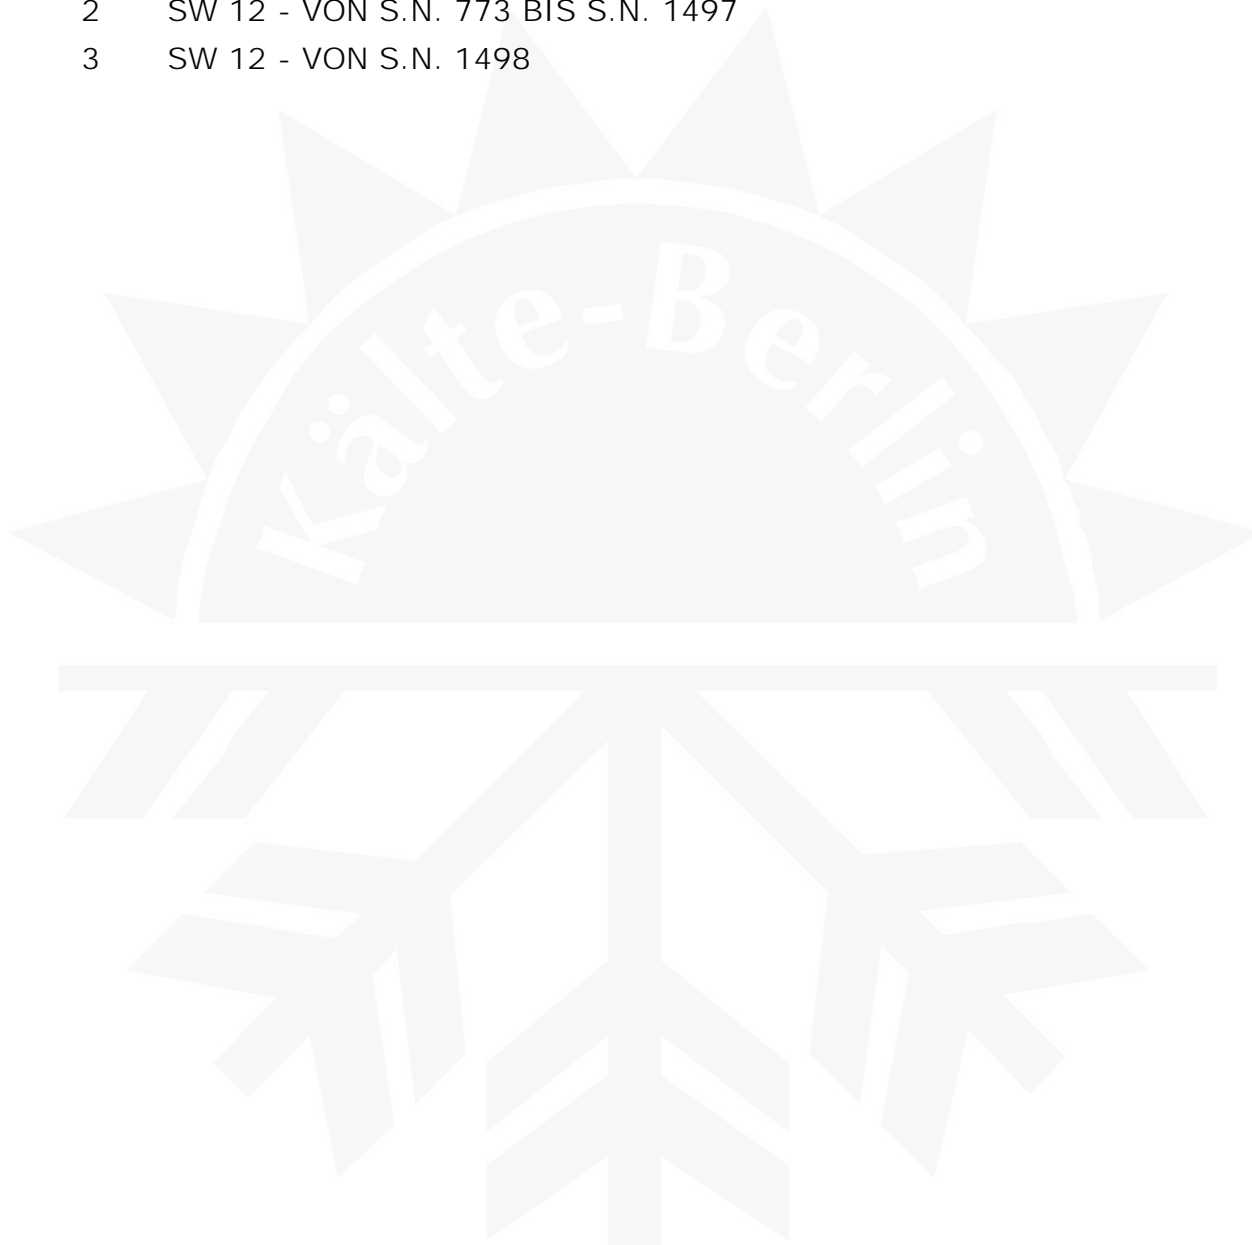 2 SW 12 - VON S.N. 773 BIS S.N. 1497
3 SW 12 - VON S.N. 1498
Kälte-Berlin